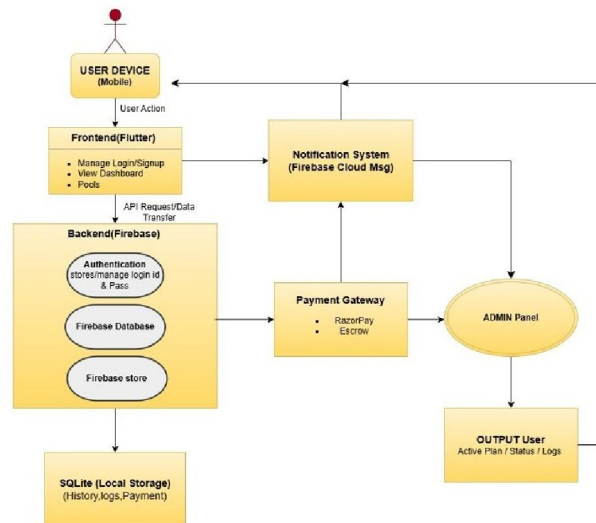 USER DEVICE
(Mobile)
User Action
Frontend(Flutter)
• Manage Login/Signup
• View Dashboard
• Pools
Notification System
(Firebase Cloud Msg)
API Request/Data
Transfer
Backend(Firebase)
Authentication
stores/manage login id
& Pass
Firebase Database
Firebase store
Payment Gateway
• RazorPay
• Escrow
ADMIN Panel
OUTPUT User
Active Plan / Status / Logs
SQLite (Local Storage)
(History,logs,Payment)